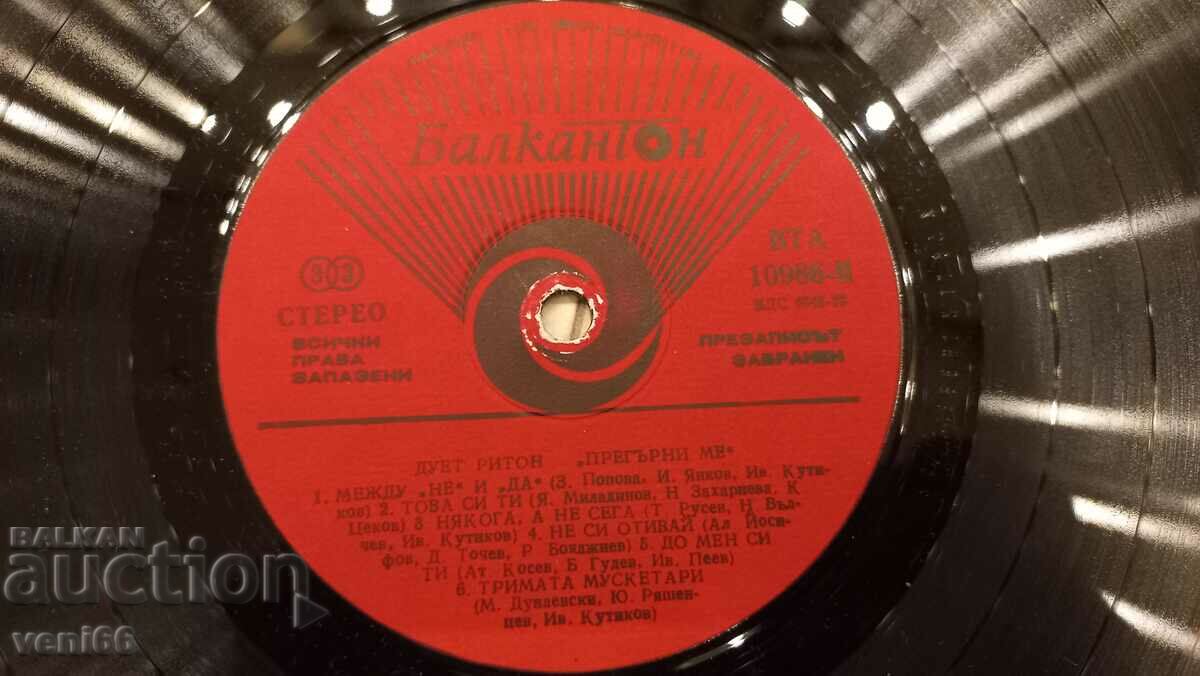 Балкантон
33
СТЕРЕО
ВСИЧКИ
ПРАВА
ЗАПАЗЕНИ
ВТА
10986
ПРЕЗАПИСЪТ
ЗАБРАНЕН
ДУЕТ РИТОН „ПРЕГЪРНИ МЕ“
1. МЕЖДУ „НЕ“ И „ДА“ (З. Попова, И. Янков, Ив. Кути-
ков) 2. ТОВА СИ ТИ (Я. Миладинов, Н. Захариева, К.
Цеков) 3 НЯКОГА, А НЕ СЕГА (Т. Русев, Н. Въл-
чев, Ив. Кутиков) 4. НЕ СИ ОТИВАЙ (Ал Йоси-
фов, Д. Точев, Р. Бояджиев) 5. ДО МЕН СИ
ТИ (Ат. Косев, Б. Гудев, Ив. Пеев)
6. ТРИМАТА МУСКЕТАРИ
(М. Дунаевски, Ю. Ряшен-
цев, Ив. Кутиков)
BALKAN
auction
veni66